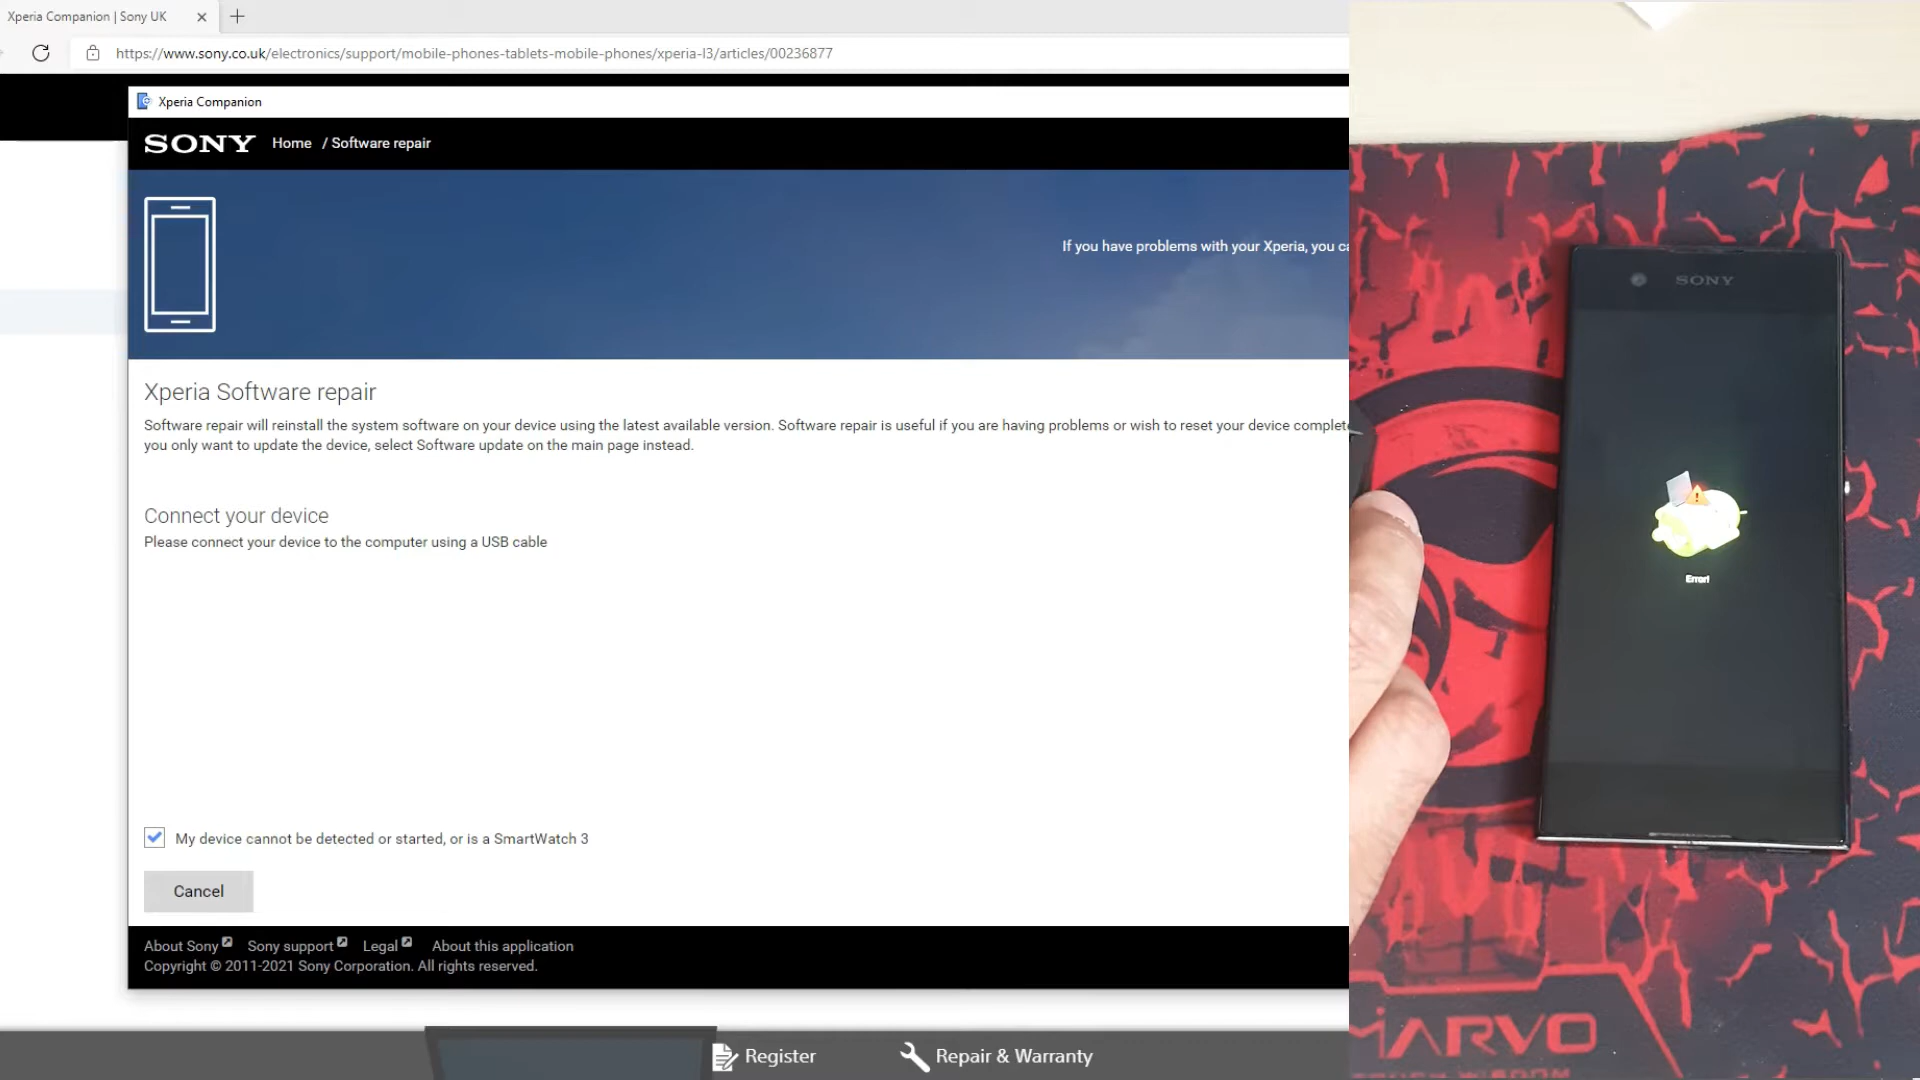 Xperia Companion | Sony UK
https://www.sony.co.uk/electronics/support/mobile-phones-tablets-mobile-phones/xperia-l3/articles/00236877
Xperia Companion
SONY Home / Software repair
If you have problems with your Xperia, you ca
Xperia Software repair
Software repair will reinstall the system software on your device using the latest available version. Software repair is useful if you are having problems or wish to reset your device complete
you only want to update the device, select Software update on the main page instead.
Connect your device
Please connect your device to the computer using a USB cable
My device cannot be detected or started, or is a SmartWatch 3
Cancel
About Sony Sony support Legal About this application
Copyright © 2011-2021 Sony Corporation. All rights reserved.
Register Repair & Warranty
SONY
Error!
MARVO